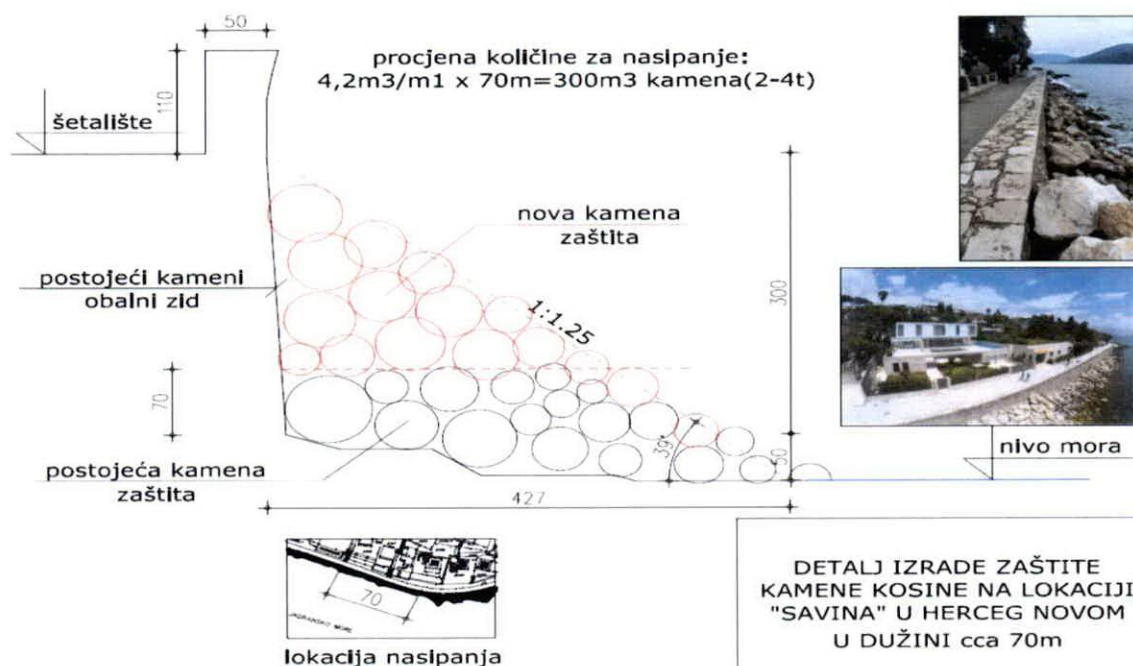 50
procjena količine za nasipanje:
4,2m3/m1 x 70m=300m3 kamena(2-4t)
110
šetalište
nova kamena
zaštita
postojeći kameni
obalni zid
1:1.25
300
70
postojeća kamena
zaštita
39°
50
nivo mora
427
70
JADRANSKO MORE
lokacija nasipanja
DETALJ IZRADE ZAŠTITE
KAMENE KOSINE NA LOKACIJI
"SAVINA" U HERCEG NOVOM
U DUŽINI cca 70m